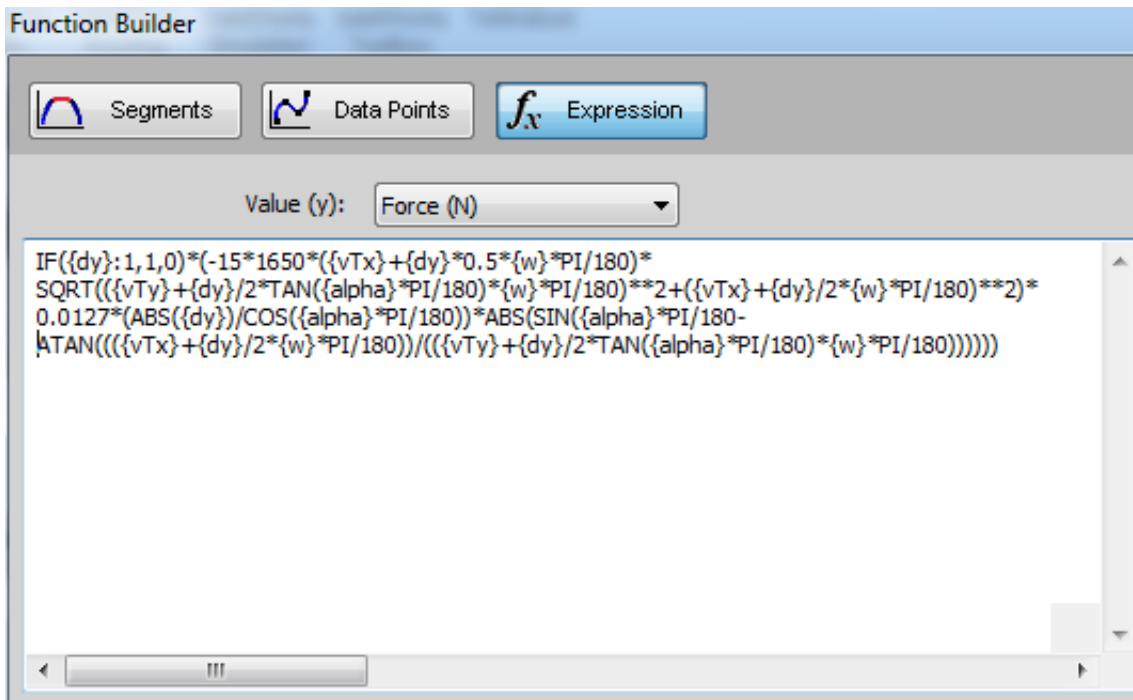 Function Builder
Segments
Data Points
fx Expression
Value (y): Force (N)
IF({dy}:1,1,0)*(-15*1650*({vTx}+{dy}*0.5*{w}*PI/180)*
SQRT(({vTy}+{dy}/2*TAN({alpha}*PI/180)*{w}*PI/180)**2+({vTx}+{dy}/2*{w}*PI/180)**2)*
0.0127*(ABS({dy})/COS({alpha}*PI/180))*ABS(SIN({alpha}*PI/180-
ATAN((({vTx}+{dy}/2*{w}*PI/180))/(({vTy}+{dy}/2*TAN({alpha}*PI/180)*{w}*PI/180))))))